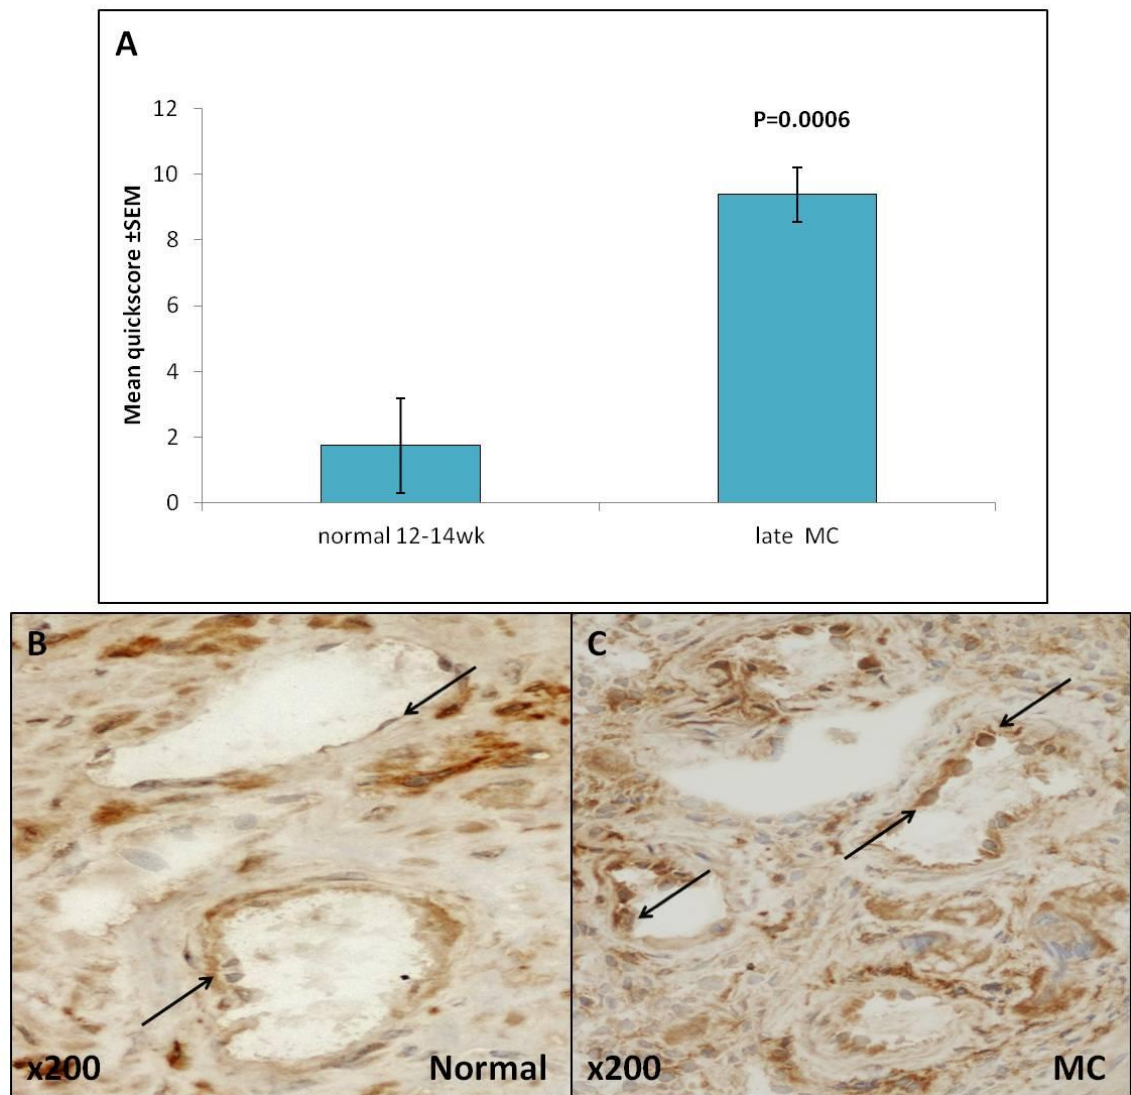 A
12
10
8
6
4
2
0
Mean quickscore ±SEM
P=0.0006
normal 12-14wk
late MC
B
x200
Normal
C
x200
MC